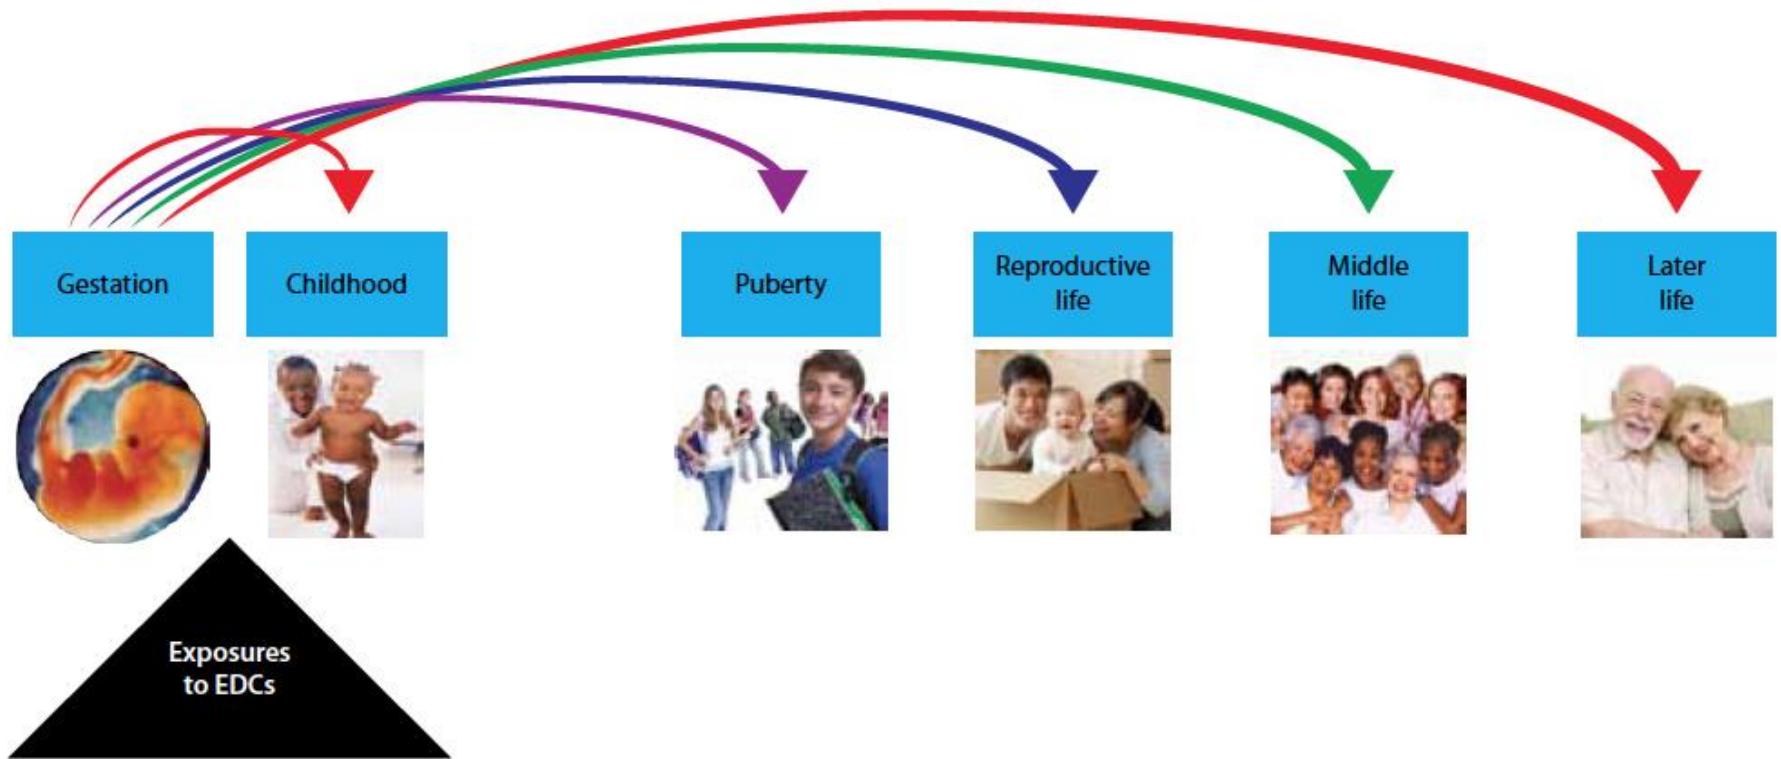 Gestation
Childhood
Puberty
Reproductive
life
Middle
life
Later
life
Exposures
to EDCs